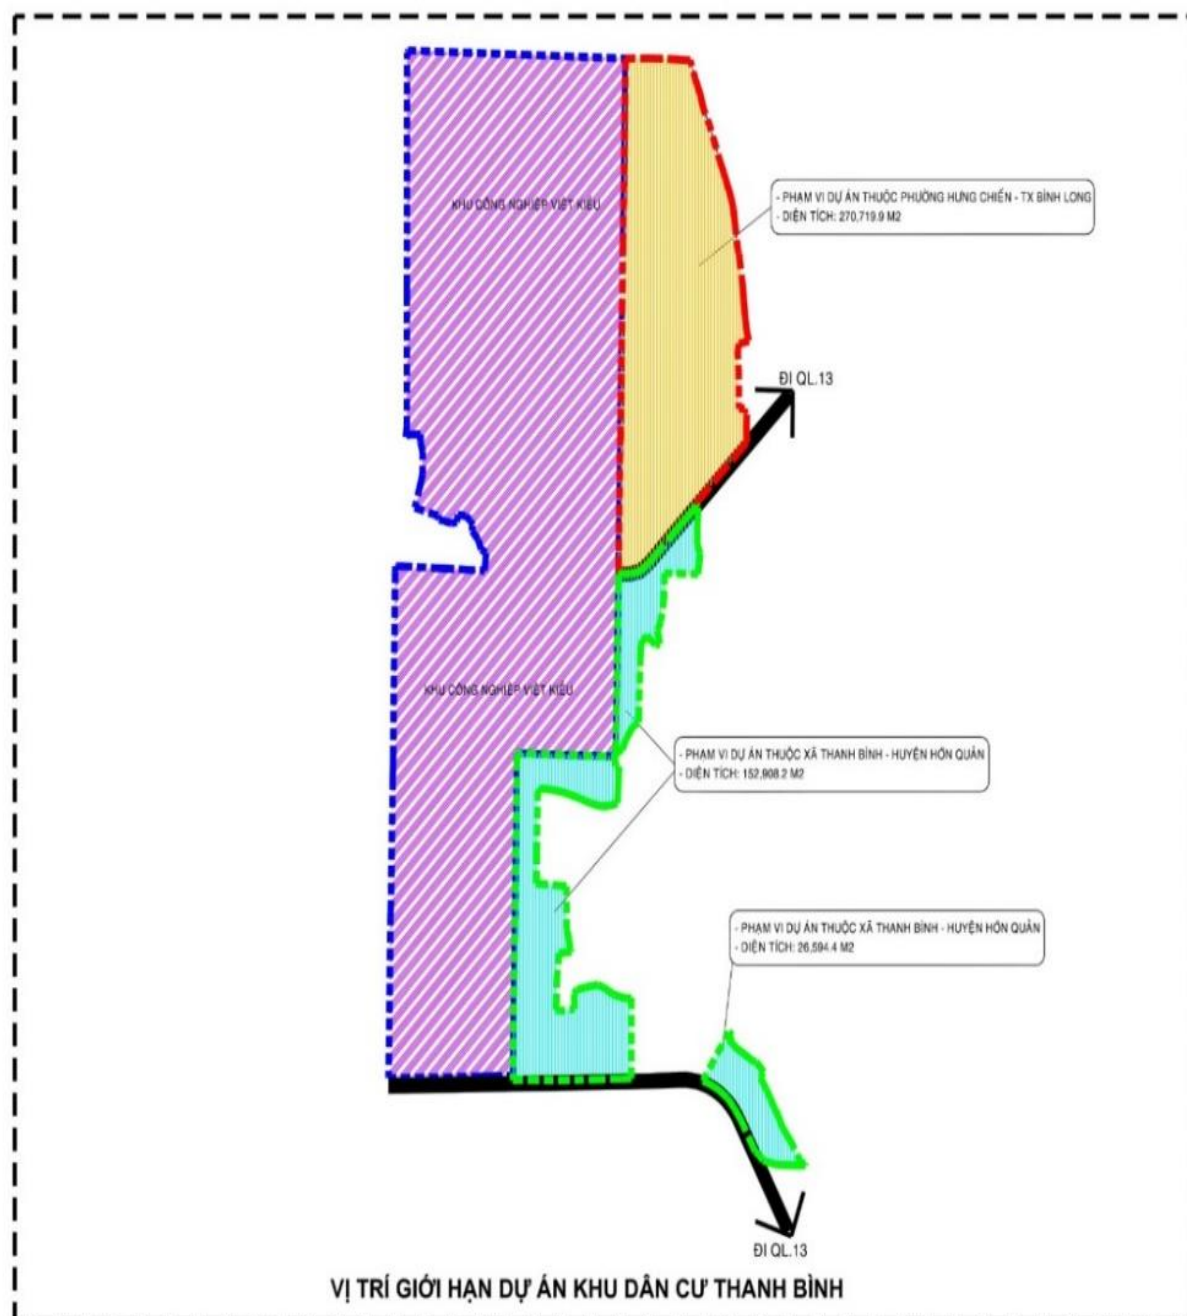 KHU CÔNG NGHIỆP VIỆT KIỀU
- PHẠM VI DỰ ÁN THUỘC PHƯỜNG HƯNG CHIẾN - TX BÌNH LONG
- DIỆN TÍCH: 270,719.9 M2
ĐI QL.13
KHU CÔNG NGHIỆP VIỆT KIỀU
- PHẠM VI DỰ ÁN THUỘC XÃ THANH BÌNH - HUYỆN HỚN QUẢN
- DIỆN TÍCH: 152,908.2 M2
- PHẠM VI DỰ ÁN THUỘC XÃ THANH BÌNH - HUYỆN HỚN QUẢN
- DIỆN TÍCH: 26,594.4 M2
ĐI QL.13
VỊ TRÍ GIỚI HẠN DỰ ÁN KHU DÂN CƯ THANH BÌNH